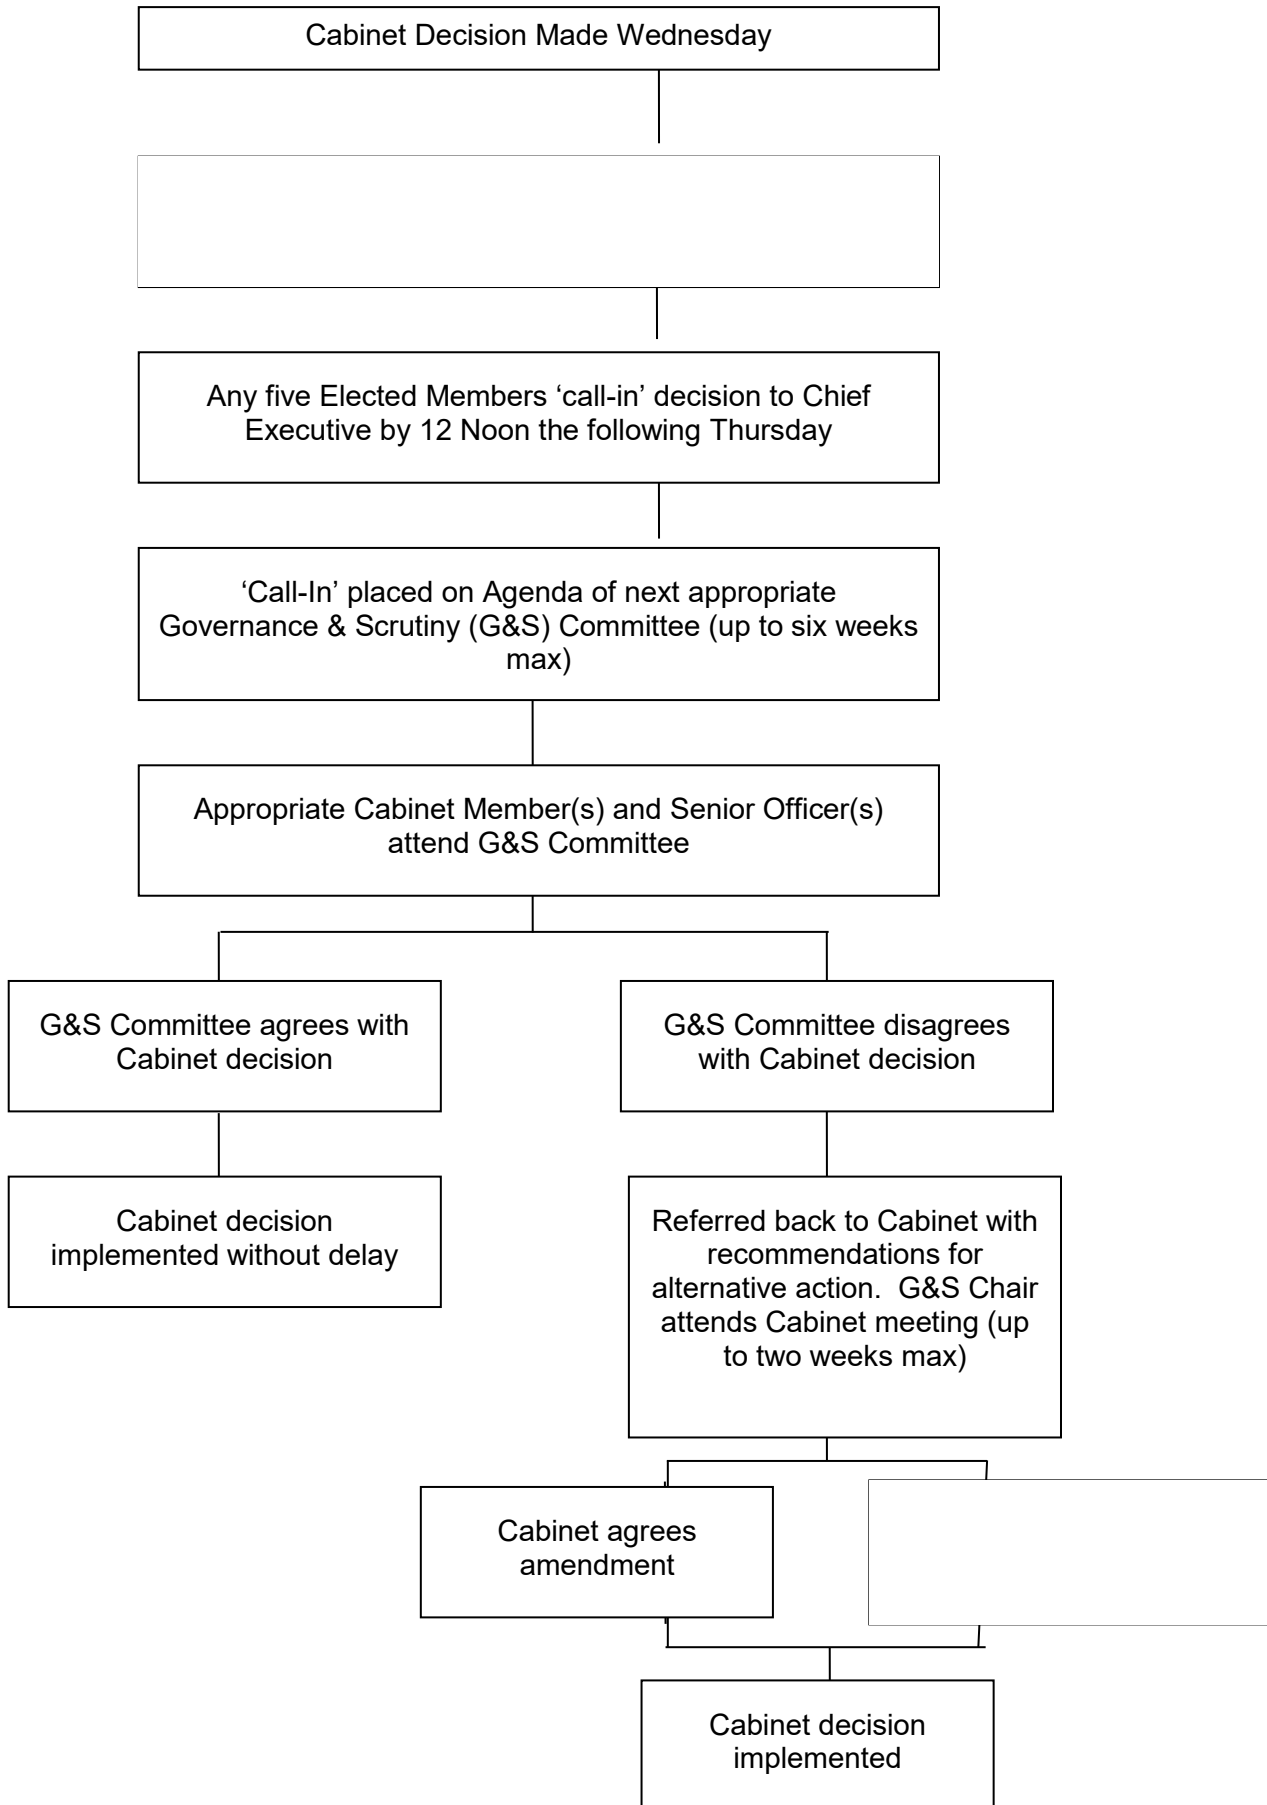 Cabinet Decision Made Wednesday
Any five Elected Members ‘call-in’ decision to Chief
Executive by 12 Noon the following Thursday
‘Call-In’ placed on Agenda of next appropriate
Governance & Scrutiny (G&S) Committee (up to six weeks
max)
Appropriate Cabinet Member(s) and Senior Officer(s)
attend G&S Committee
G&S Committee agrees with
Cabinet decision
G&S Committee disagrees
with Cabinet decision
Cabinet decision
implemented without delay
Referred back to Cabinet with
recommendations for
alternative action.  G&S Chair
attends Cabinet meeting (up
to two weeks max)
Cabinet agrees
amendment
Cabinet decision
implemented